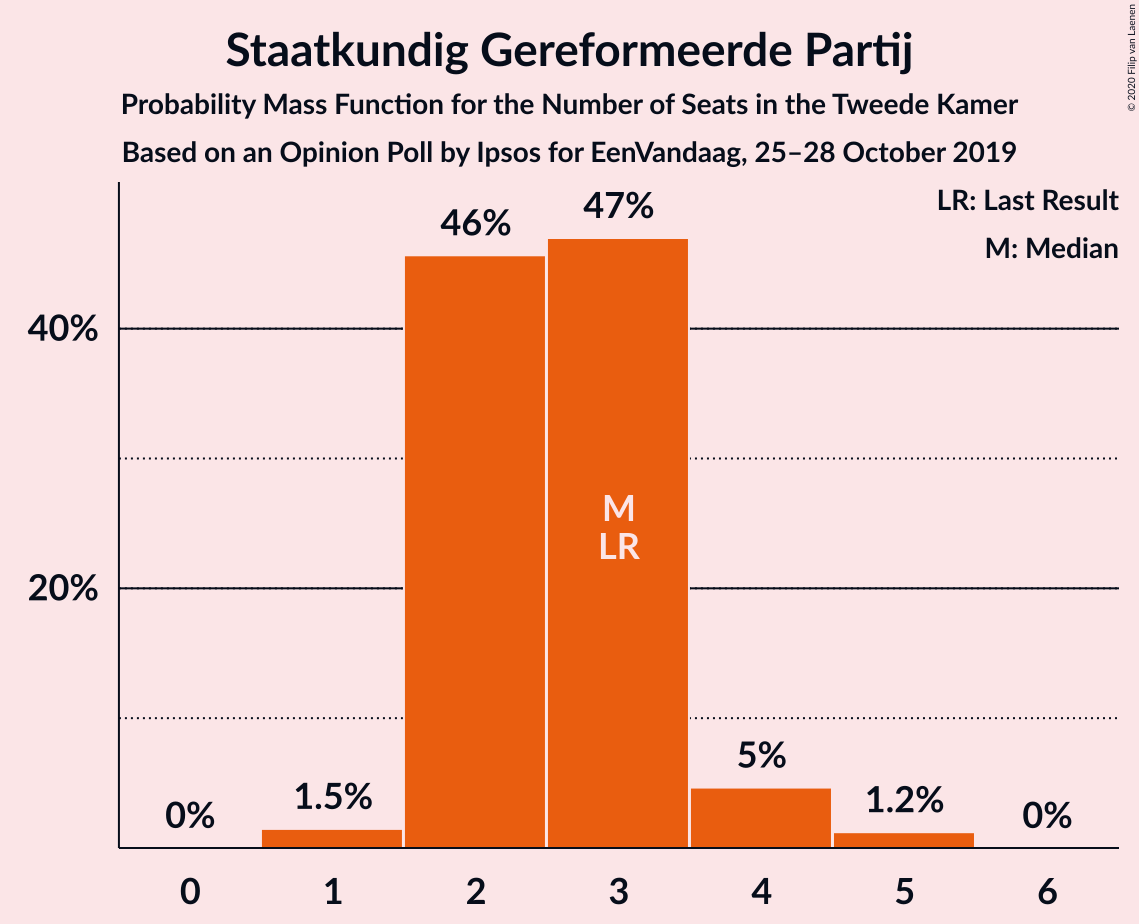 Staatkundig Gereformeerde Partij
Probability Mass Function for the Number of Seats in the Tweede Kamer
Based on an Opinion Poll by Ipsos for EenVandaag, 25–28 October 2019
© 2020 Filip van Laenen
LR: Last Result
M: Median
40%
20%
0%
1.5%
46%
47%
5%
1.2%
0%
M
LR
0 1 2 3 4 5 6